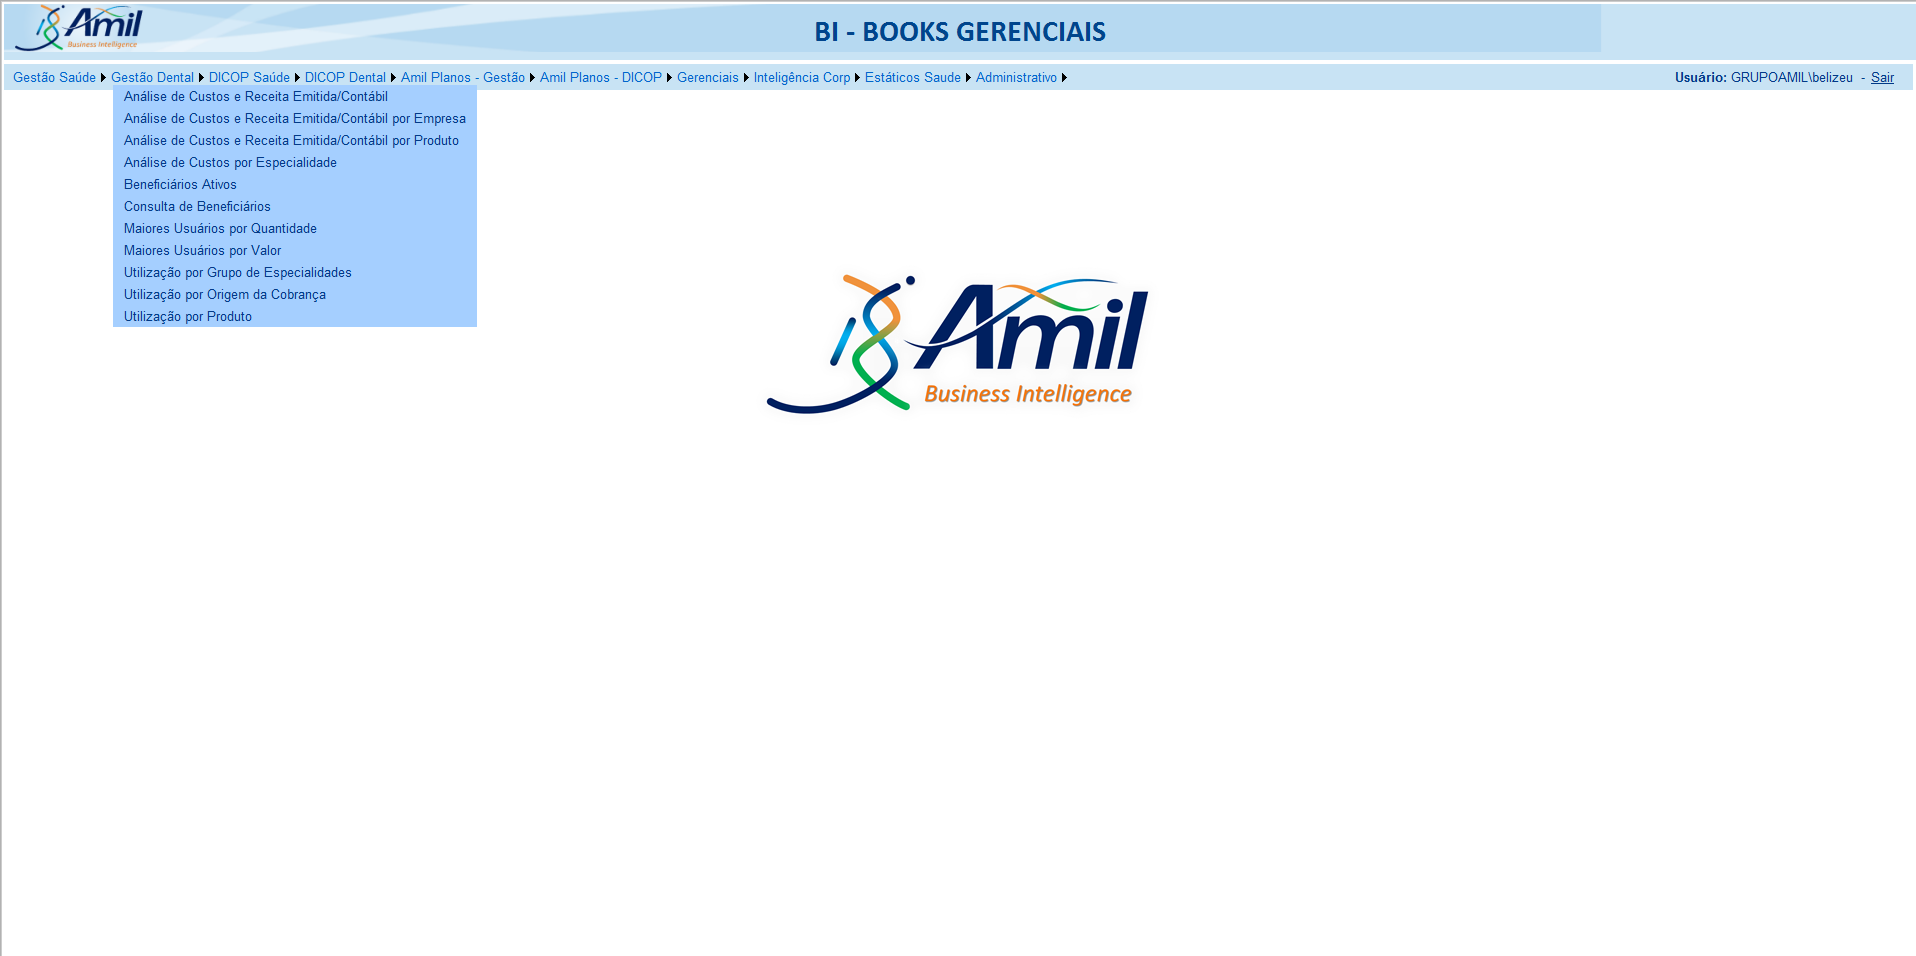 Amil
Business Intelligence
BI - BOOKS GERENCIAIS
Gestão Saúde Gestão Dental DICOP Saúde DICOP Dental Amil Planos - Gestão Amil Planos - DICOP Gerenciais Inteligência Corp Estáticos Saude Administrativo Usuário: GRUPOAMIL\belizeu - Sair
Análise de Custos e Receita Emitida/Contábil
Análise de Custos e Receita Emitida/Contábil por Empresa
Análise de Custos e Receita Emitida/Contábil por Produto
Análise de Custos por Especialidade
Beneficiários Ativos
Consulta de Beneficiários
Maiores Usuários por Quantidade
Maiores Usuários por Valor
Utilização por Grupo de Especialidades
Utilização por Origem da Cobrança
Utilização por Produto
Amil
Business Intelligence